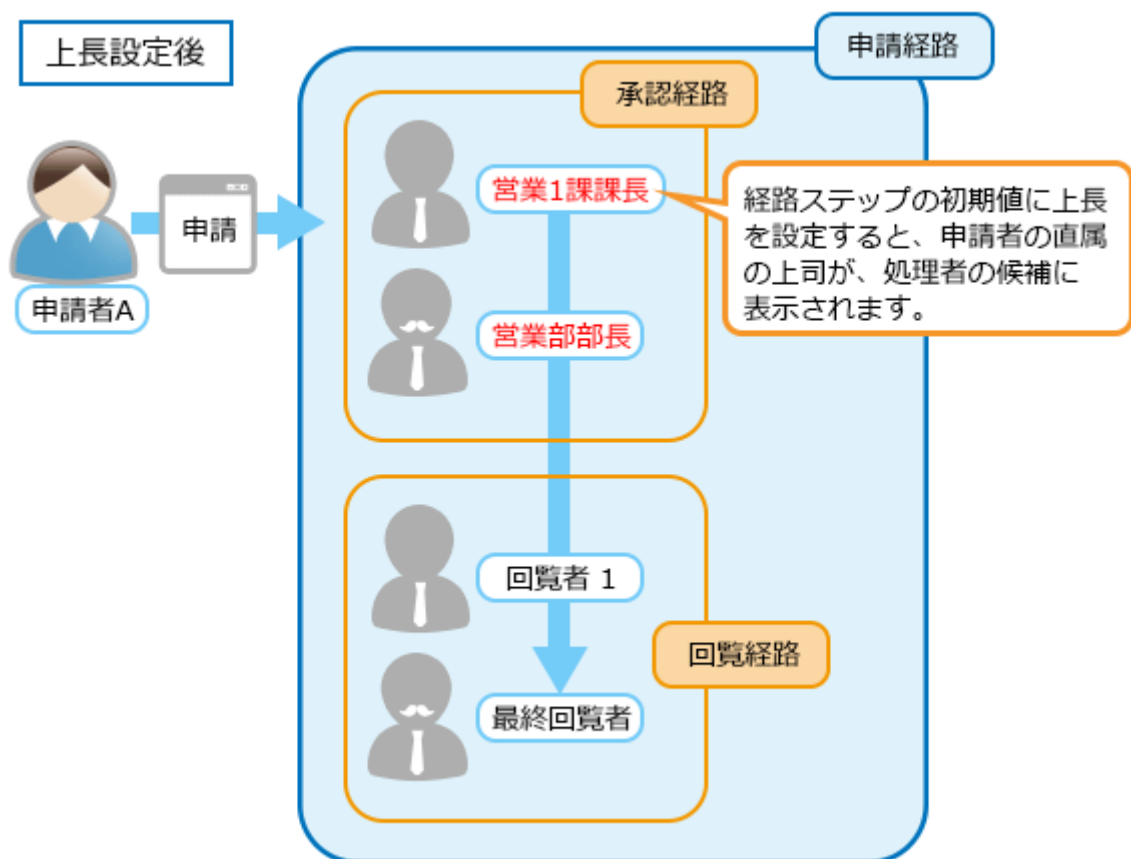 上長設定後
申請経路
承認経路
申請
申請者A
営業1課課長
経路ステップの初期値に上長
を設定すると、申請者の直属
の上司が、処理者の候補に
表示されます。
営業部部長
回覧者 1
回覧経路
最終回覧者